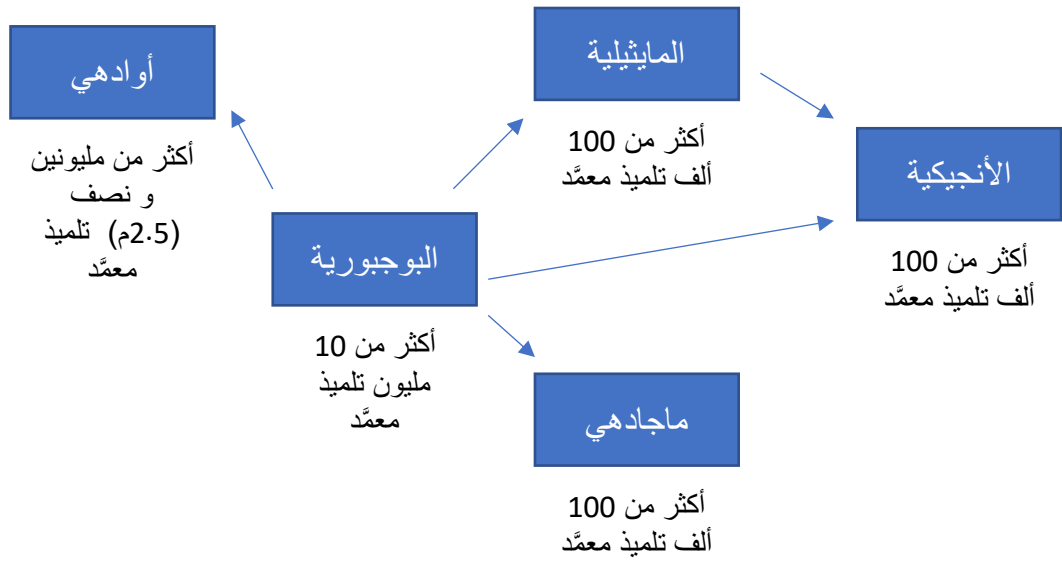 أوادهي
أكثر من مليونين
و نصف
(2.5م) تلميذ
معمَّد
المايثيلية
أكثر من 100
ألف تلميذ معمَّد
الأنجيكية
أكثر من 100
ألف تلميذ معمَّد
البوجبورية
أكثر من 10
مليون تلميذ
معمَّد
ماجادهي
أكثر من 100
ألف تلميذ معمَّد